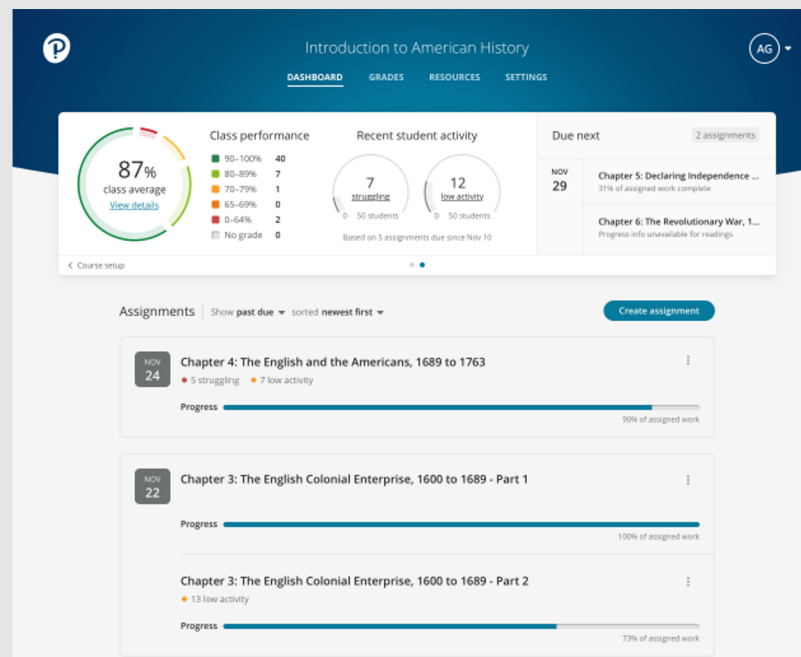 Introduction to American History
AG
DASHBOARD GRADES RESOURCES SETTINGS
87%
class average
View details
Class performance
90–100% 40
80–89% 7
70–79% 1
65–69% 0
0–64% 2
No grade 0
Recent student activity
7
struggling
0 50 students
12
low activity
0 50 students
Based on 5 assignments due since Nov 10
Due next 2 assignments
NOV
29
Chapter 5: Declaring Independence ...
31% of assigned work complete
Chapter 6: The Revolutionary War, 1...
Progress info unavailable for readings
Course setup
Assignments Show past due sorted newest first Create assignment
NOV
24
Chapter 4: The English and the Americans, 1689 to 1763
5 struggling 7 low activity
Progress
90% of assigned work
NOV
22
Chapter 3: The English Colonial Enterprise, 1600 to 1689 - Part 1
Progress
100% of assigned work
Chapter 3: The English Colonial Enterprise, 1600 to 1689 - Part 2
13 low activity
Progress
73% of assigned work